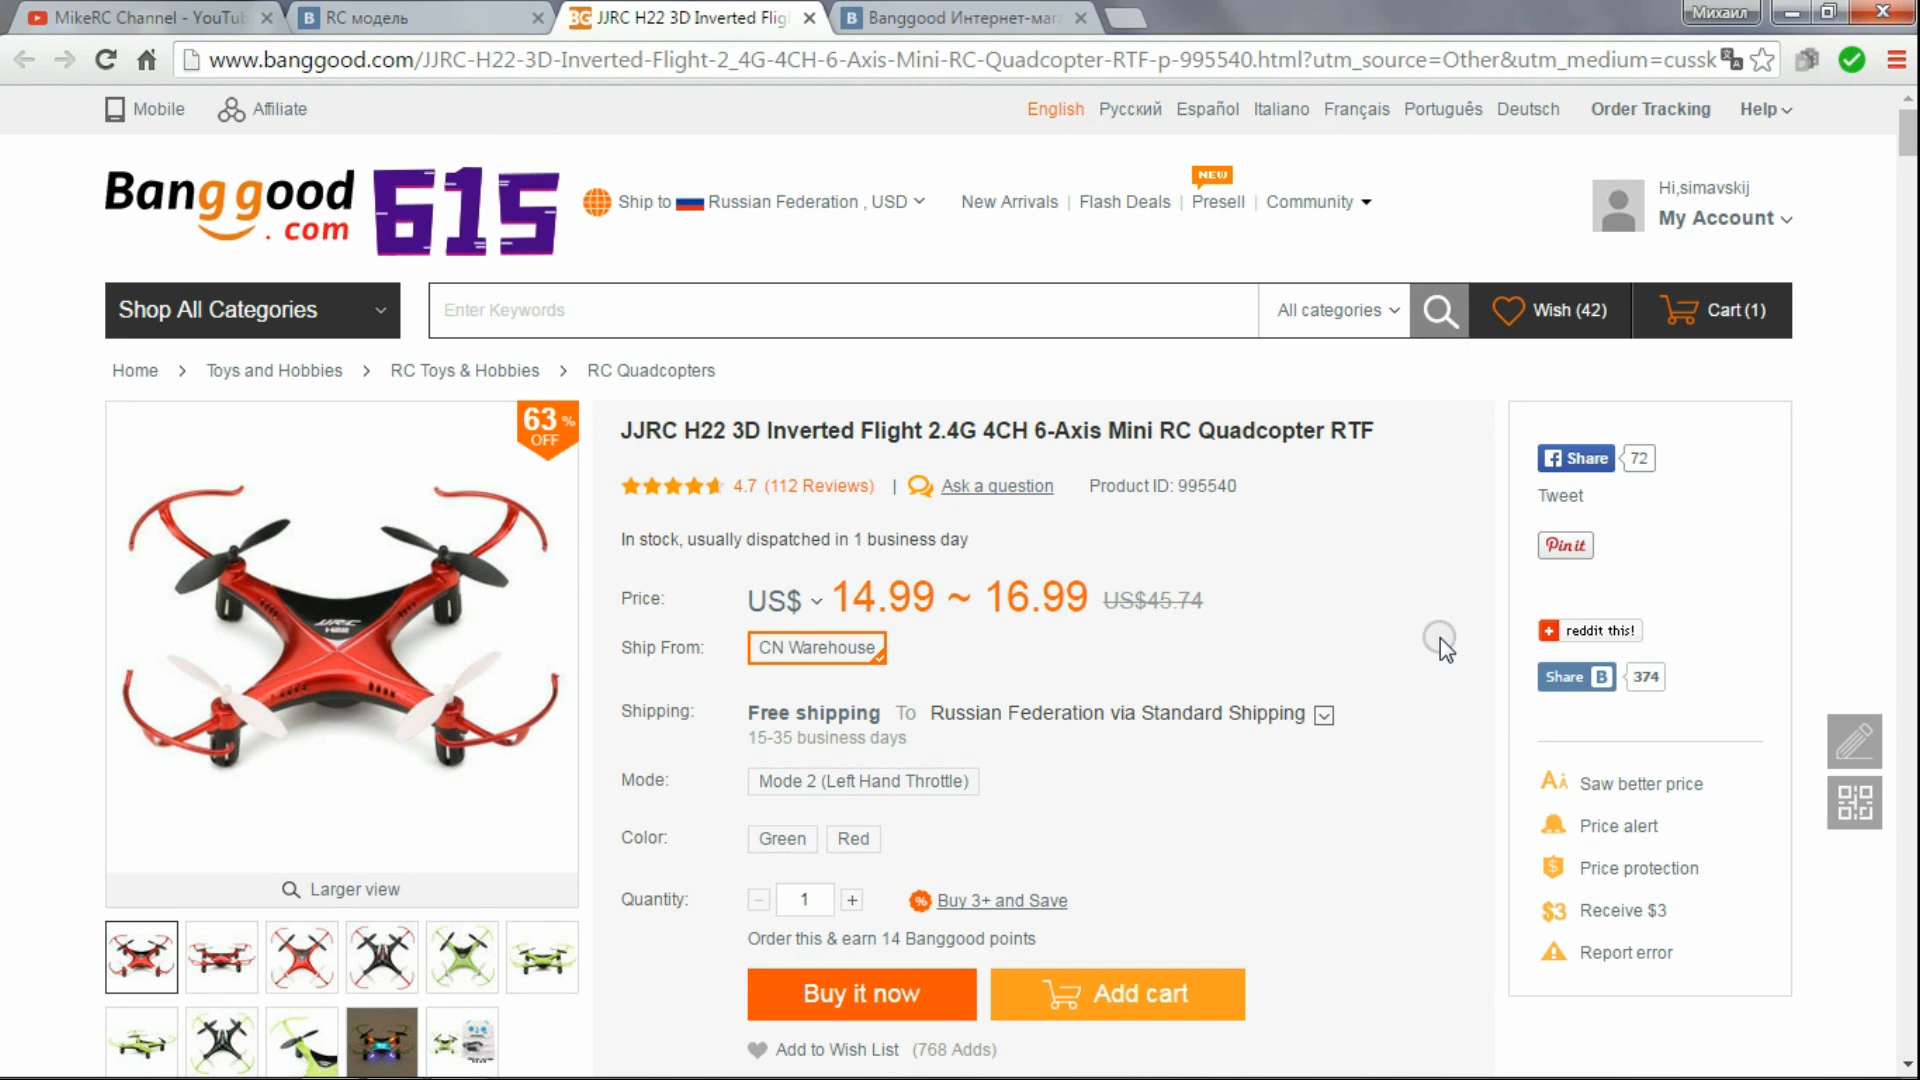 MikeRC Channel - YouTub
RC модель
JJRC H22 3D Inverted Flig
Banggood Интернет-мага
Михаил
www.banggood.com/JJRC-H22-3D-Inverted-Flight-2_4G-4CH-6-Axis-Mini-RC-Quadcopter-RTF-p-995540.html?utm_source=Other&utm_medium=cussk
Mobile
Affiliate
English Русский Español Italiano Français Português Deutsch Order Tracking Help
Banggood.com 615
Ship to Russian Federation , USD
New Arrivals | Flash Deals | Presell | Community
NEW
Hi,simavskij
My Account
Shop All Categories
Enter Keywords
All categories
Wish (42)
Cart (1)
Home > Toys and Hobbies > RC Toys & Hobbies > RC Quadcopters
63 %
OFF
JJRC
H22
Larger view
JJRC H22 3D Inverted Flight 2.4G 4CH 6-Axis Mini RC Quadcopter RTF
4.7 (112 Reviews) | Ask a question Product ID: 995540
In stock, usually dispatched in 1 business day
Price: US$ 14.99 ~ 16.99 US$45.74
Ship From: CN Warehouse
Shipping: Free shipping To Russian Federation via Standard Shipping
15-35 business days
Mode: Mode 2 (Left Hand Throttle)
Color: Green Red
Quantity: − 1 + % Buy 3+ and Save
Order this & earn 14 Banggood points
Buy it now
Add cart
Add to Wish List (768 Adds)
Share 72
Tweet
Pin it
reddit this!
Share B 374
Saw better price
Price alert
Price protection
$3 Receive $3
Report error